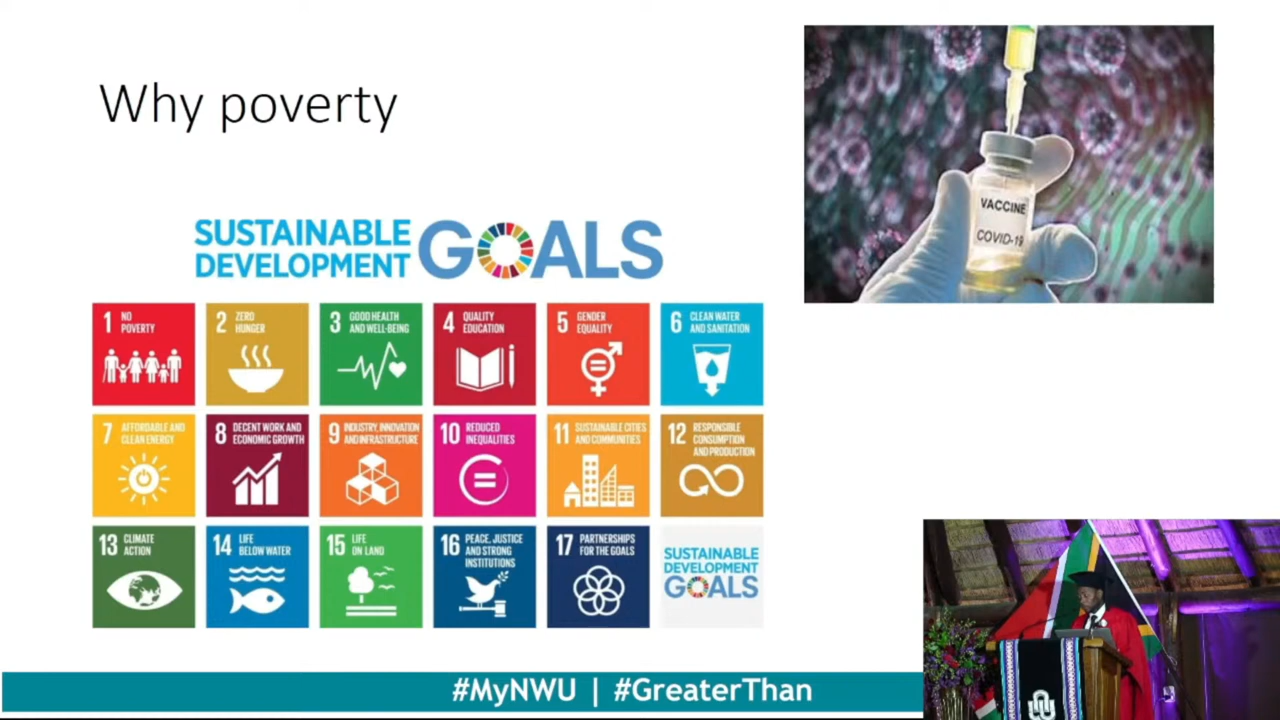 Why poverty
VACCINE
COVID-19
SUSTAINABLE
DEVELOPMENT
GOALS
1 NO
POVERTY
2 ZERO
HUNGER
3 GOOD HEALTH
AND WELL-BEING
4 QUALITY
EDUCATION
5 GENDER
EQUALITY
6 CLEAN WATER
AND SANITATION
7 AFFORDABLE AND
CLEAN ENERGY
8 DECENT WORK AND
ECONOMIC GROWTH
9 INDUSTRY, INNOVATION
AND INFRASTRUCTURE
10 REDUCED
INEQUALITIES
11 SUSTAINABLE CITIES
AND COMMUNITIES
12 RESPONSIBLE
CONSUMPTION
AND PRODUCTION
13 CLIMATE
ACTION
14 LIFE
BELOW WATER
15 LIFE
ON LAND
16 PEACE, JUSTICE
AND STRONG
INSTITUTIONS
17 PARTNERSHIPS
FOR THE GOALS
SUSTAINABLE
DEVELOPMENT
GOALS
#MyNWU | #GreaterThan